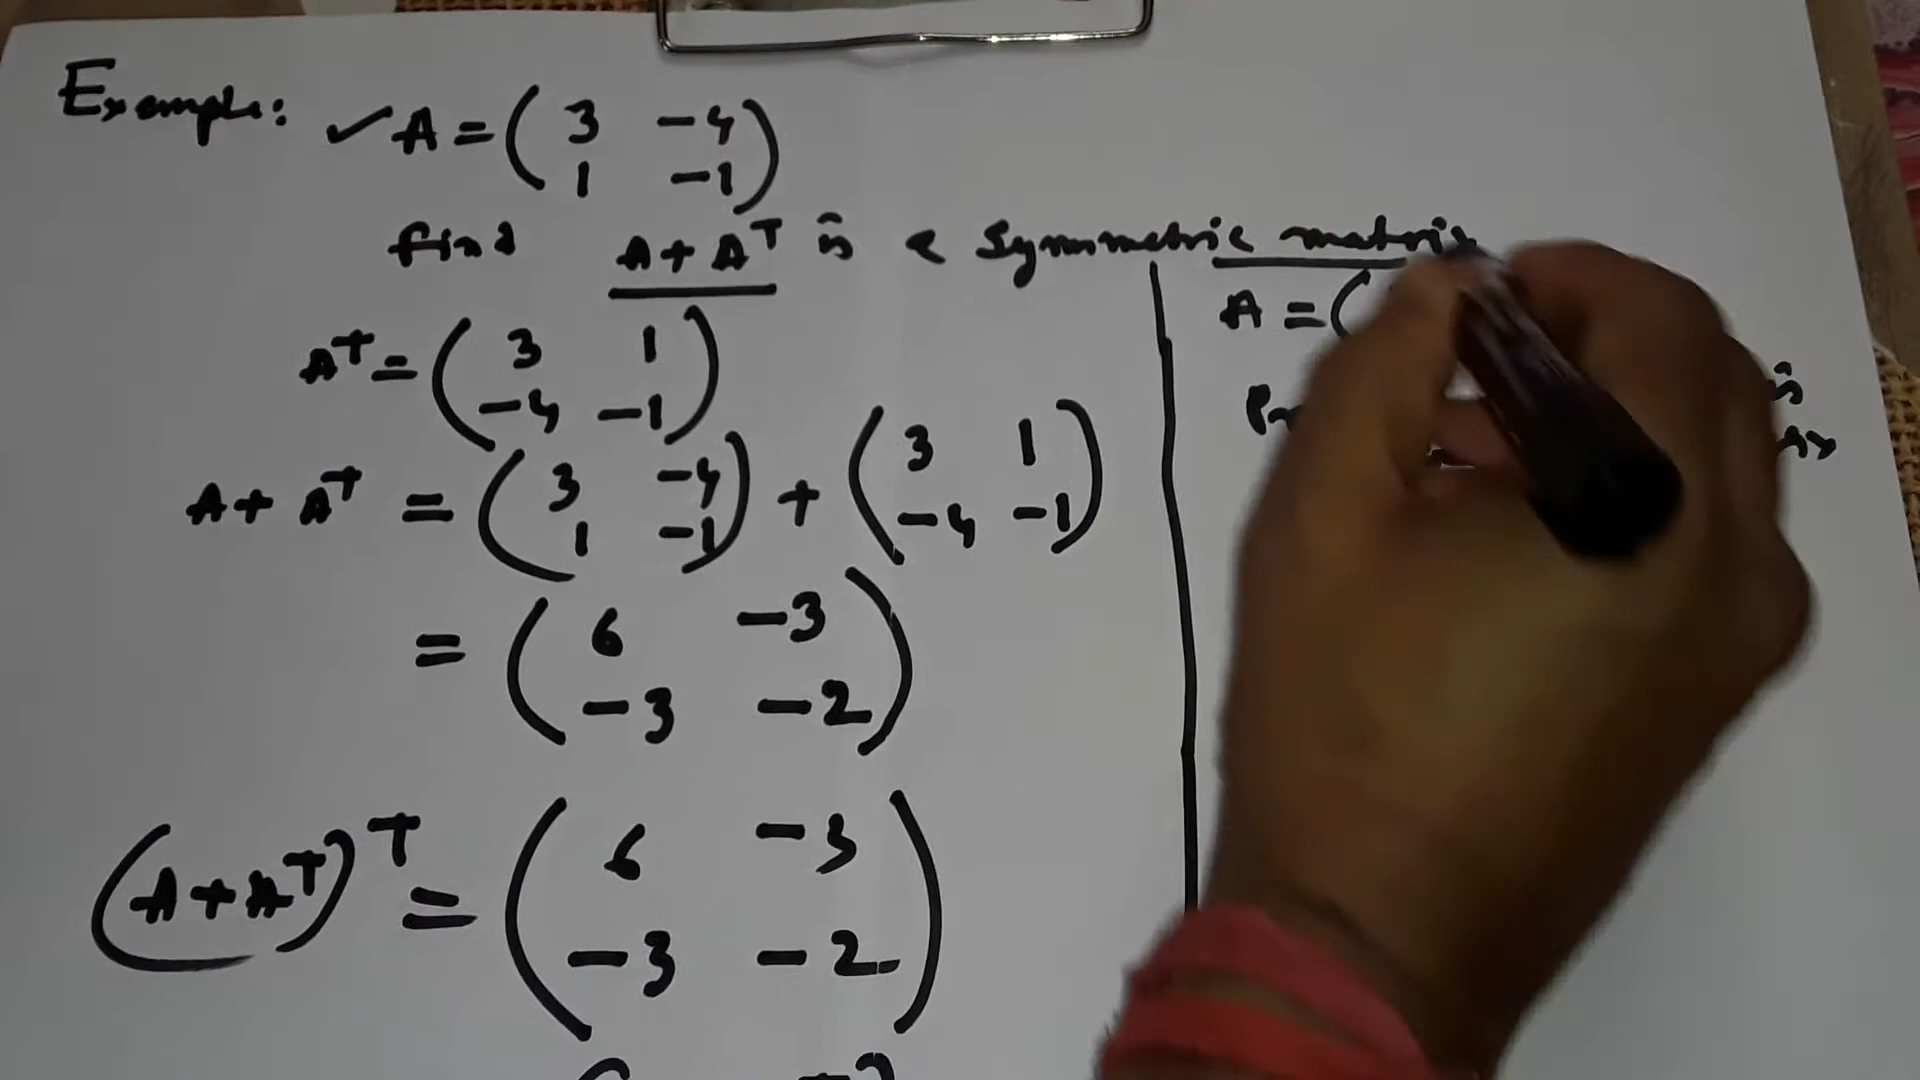 Example: ✓ A = ( 3 -4
1 -1 )
find A + A^T is a symmetric matrix
A^T = ( 3 1
-4 -1 )
A + A^T = ( 3 -4
1 -1 ) + ( 3 1
-4 -1 )
= ( 6 -3
-3 -2 )
(A + A^T)^T = ( 6 -3
-3 -2 )
A = (
is